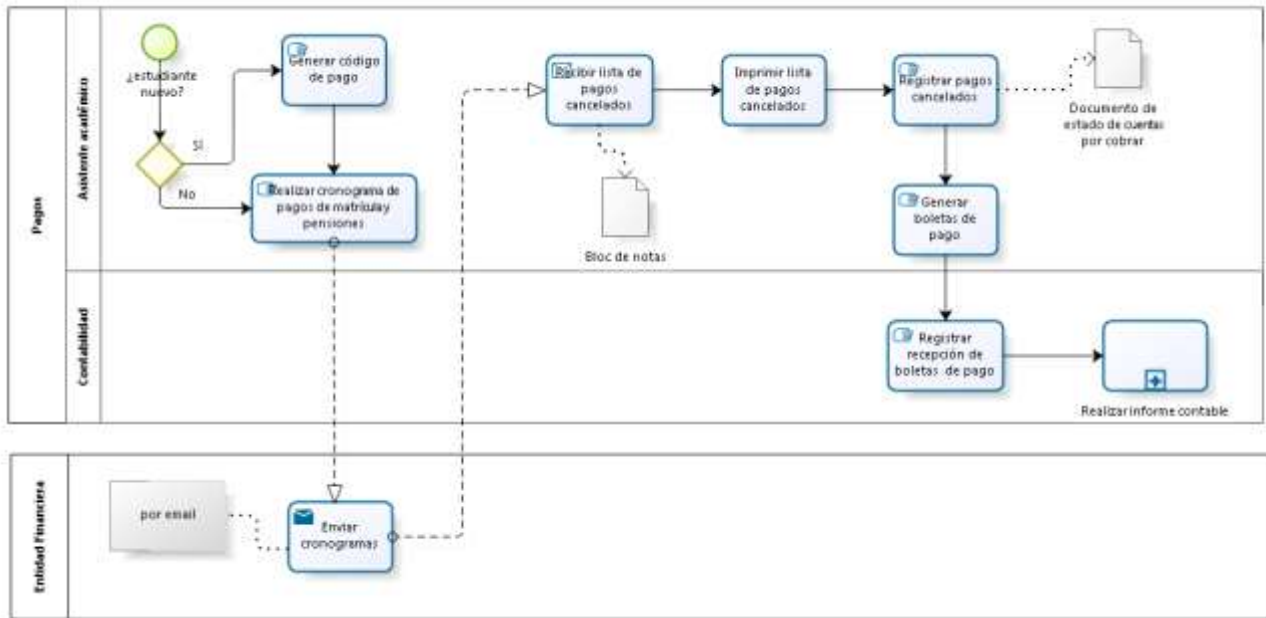 Pagos
Asistente académico
¿estudiante
nuevo?
Sí
No
Generar código
de pago
Realizar cronograma de
pagos de matrícula y
pensiones
Recibir lista de
pagos
cancelados
Bloc de notas
Imprimir lista
de pagos
cancelados
Registrar pagos
cancelados
Documento de
estado de cuentas
por cobrar
Generar
boletas de
pago
Contabilidad
Registrar
recepción de
boletas de pago
Realizar informe contable
Entidad Financiera
por email
Enviar
cronogramas